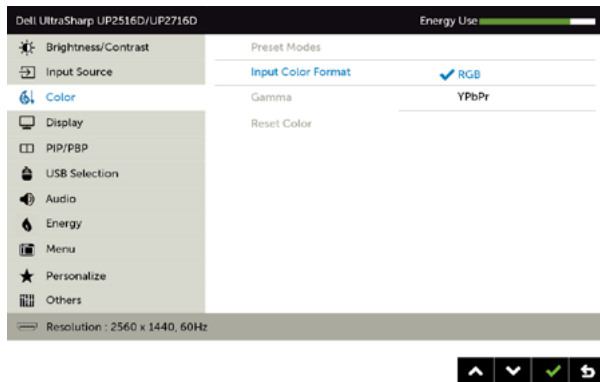 Dell UltraSharp UP2516D/UP2716D Energy Use
Brightness/Contrast Preset Modes
Input Source Input Color Format RGB
Color Gamma YPbPr
Display Reset Color
PIP/PBP
USB Selection
Audio
Energy
Menu
Personalize
Others
Resolution : 2560 x 1440, 60Hz